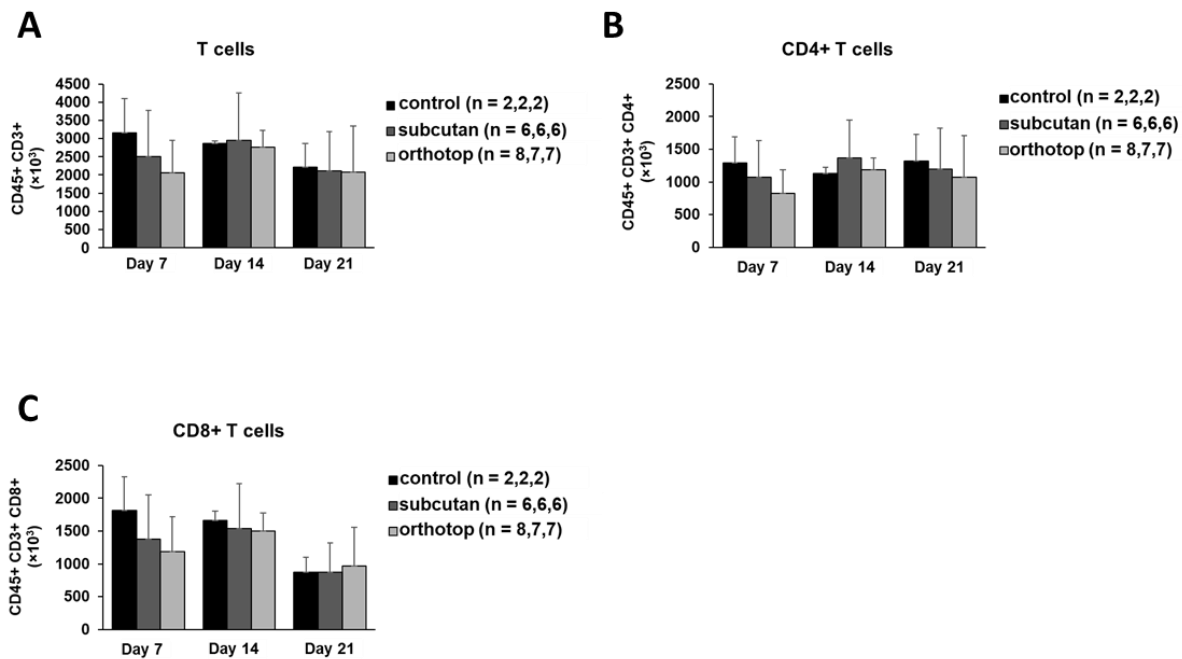 A
T cells
CD45+ CD3+
(×10³)
4500
4000
3500
3000
2500
2000
1500
1000
500
0
Day 7
Day 14
Day 21
control (n = 2,2,2)
subcutan (n = 6,6,6)
orthotop (n = 8,7,7)
B
CD4+ T cells
CD45+ CD3+ CD4+
(×10³)
2500
2000
1500
1000
500
0
Day 7
Day 14
Day 21
control (n = 2,2,2)
subcutan (n = 6,6,6)
orthotop (n = 8,7,7)
C
CD8+ T cells
CD45+ CD3+ CD8+
(×10³)
2500
2000
1500
1000
500
0
Day 7
Day 14
Day 21
control (n = 2,2,2)
subcutan (n = 6,6,6)
orthotop (n = 8,7,7)